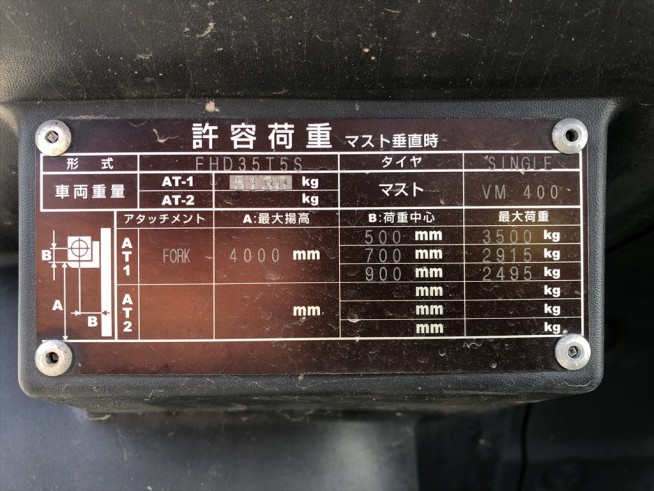 許容荷重 マスト垂直時
形 式 FHD35T5S タイヤ SINGLE
車両重量 AT-1 kg マスト VM 400
AT-2 kg
アタッチメント A:最大揚高 B:荷重中心 最大荷重
AT1 FORK 4000 mm 500 mm 3500 kg
700 mm 2915 kg
900 mm 2495 kg
AT2 mm mm kg
mm kg
mm kg
B
A
B